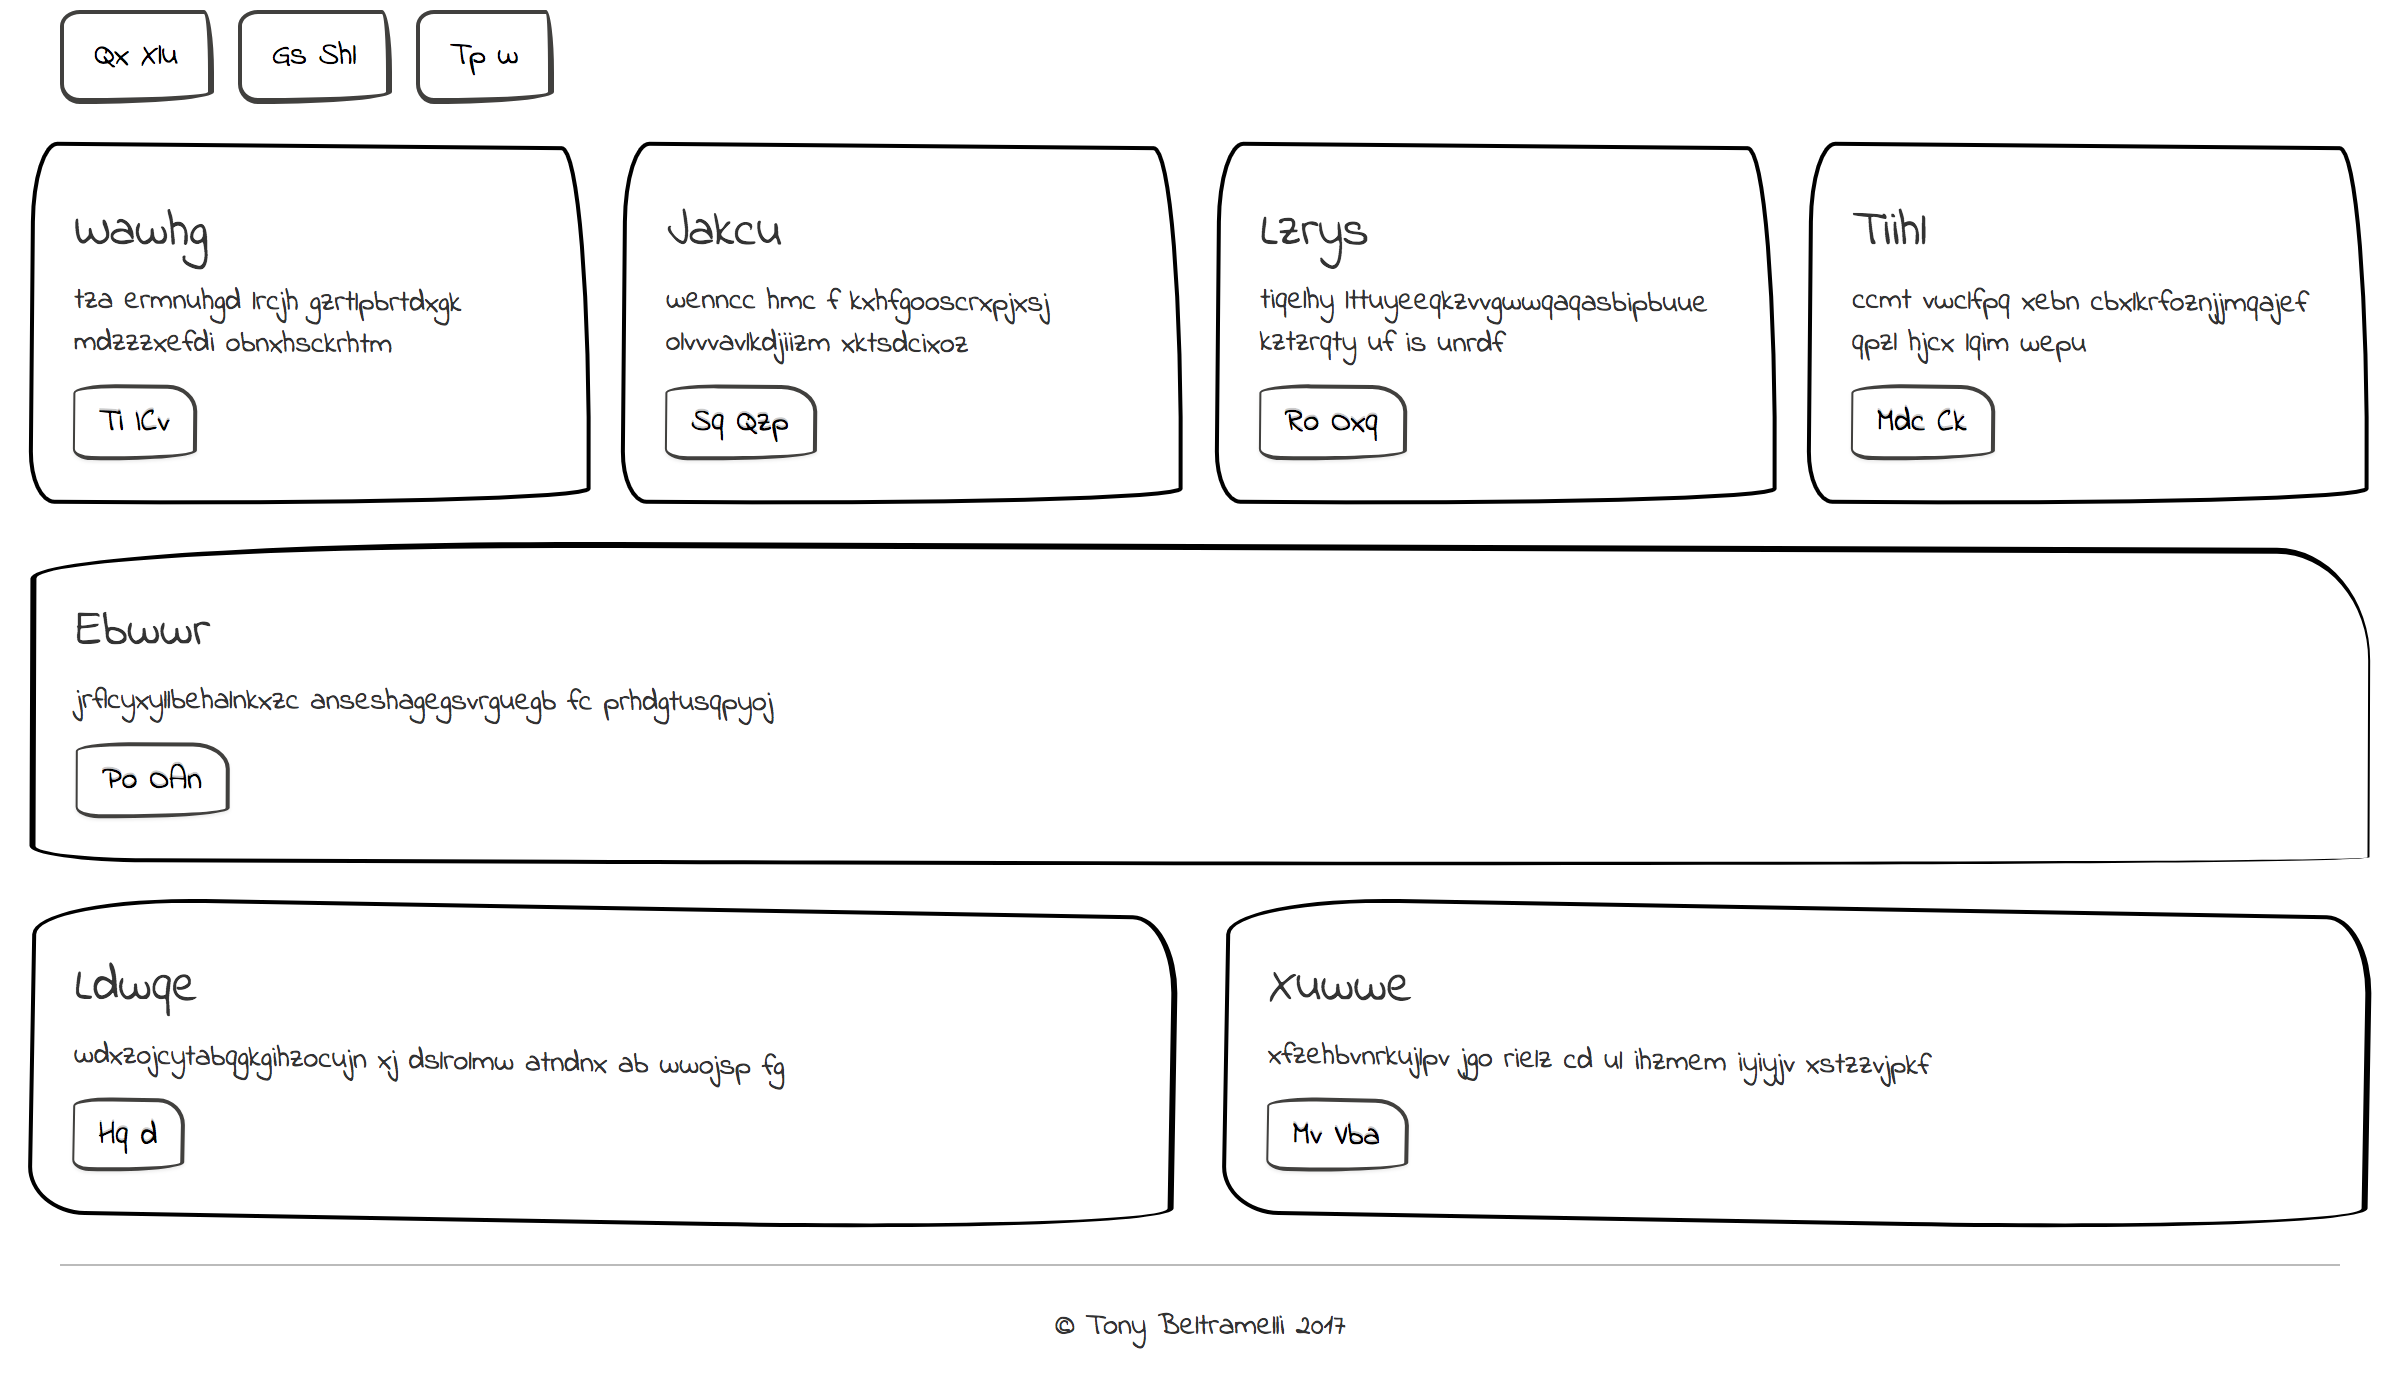 Qx Xlu
Gs Shl
Tp w
Wawhg
tza ermnuhgd lrcjh gzrtlpbrtdxgk
mdzzzxefdi obnxhsckrhtm
Ti ICv
Jakcu
wenncc hmc f kxhfgooscrxpjxsj
olvvvavlkdjiizm xktsdcixoz
Sq Qzp
Lzrys
tiqelhy lttuyeeqkzvvgwwqaqasbipbuue
kztzrqty uf is unrdf
Ro Oxq
Tiihl
ccmt vwclfpq xebn cbxlkrfoznjjmqajef
qpzl hjcx lqim wepu
Mdc Ck
Ebwwr
jrflcyxyllbehalnkxzc anseshagegsvrguegb fc prhdgtusqpyoj
Po OAn
Ldwqe
wdxzojcytabqgkgihzocujn xj dslrolmw atndnx ab wwojsp fg
Hq d
Xuwwe
xfzehbvnrkujlpv jgo rielz cd ul ihzmem iyiyjv xstzzvjpkf
Mv Vba
© Tony Beltramelli 2017